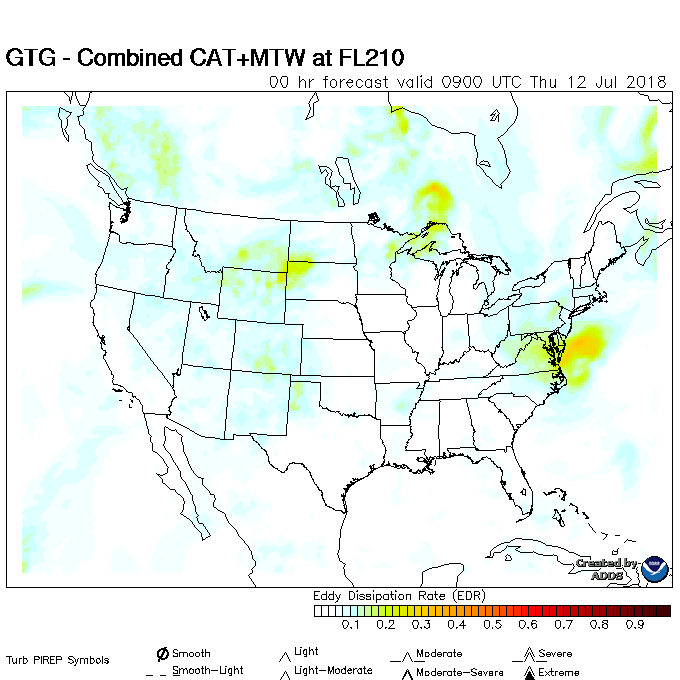 GTG - Combined CAT+MTW at FL210
00 hr forecast valid 0900 UTC Thu 12 Jul 2018
Created by
ADDS
Eddy Dissipation Rate (EDR)
0.1 0.2 0.3 0.4 0.5 0.6 0.7 0.8 0.9
Turb PIREP Symbols
Smooth Light Moderate Severe
Smooth-Light Light-Moderate Moderate-Severe Extreme